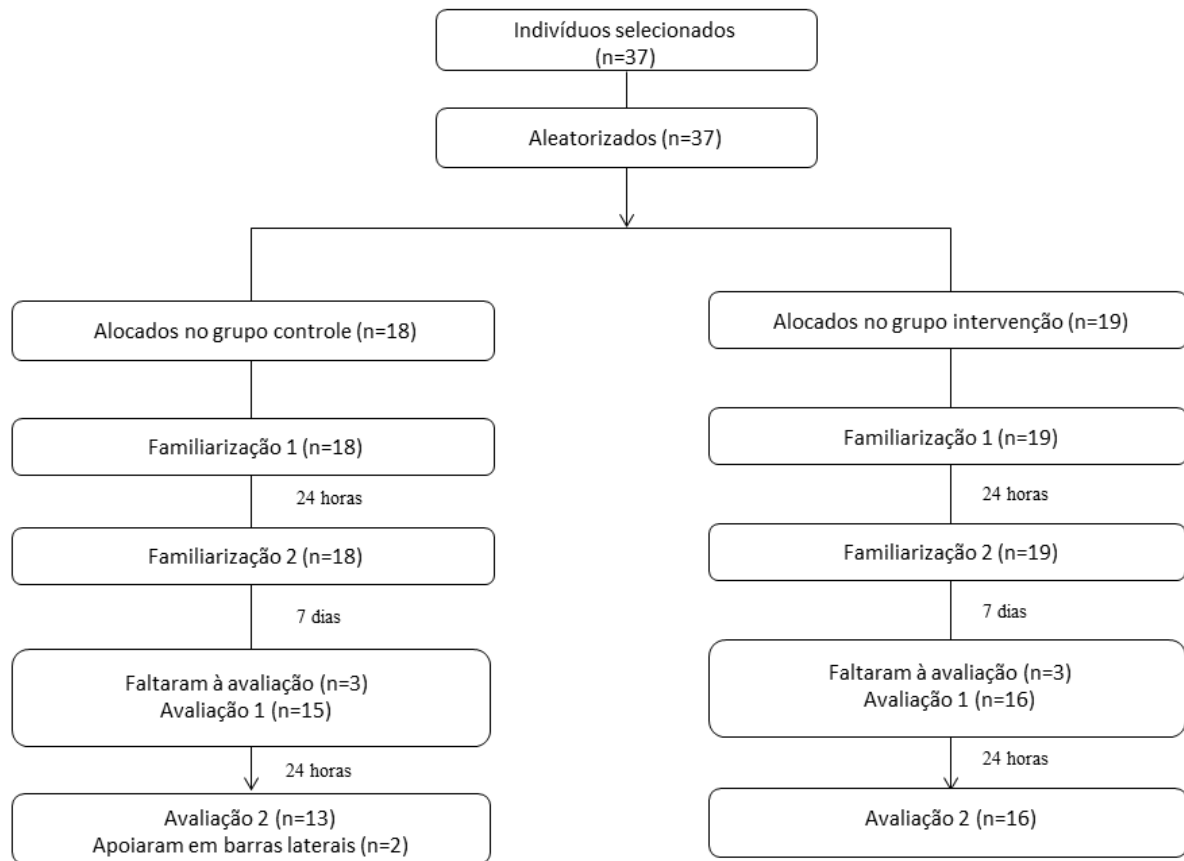 Indivíduos selecionados
(n=37)
Aleatorizados (n=37)
Alocados no grupo controle (n=18)
Familiarização 1 (n=18)
24 horas
Familiarização 2 (n=18)
7 dias
Faltaram à avaliação (n=3)
Avaliação 1 (n=15)
24 horas
Avaliação 2 (n=13)
Apoiaram em barras laterais (n=2)
Alocados no grupo intervenção (n=19)
Familiarização 1 (n=19)
24 horas
Familiarização 2 (n=19)
7 dias
Faltaram à avaliação (n=3)
Avaliação 1 (n=16)
24 horas
Avaliação 2 (n=16)